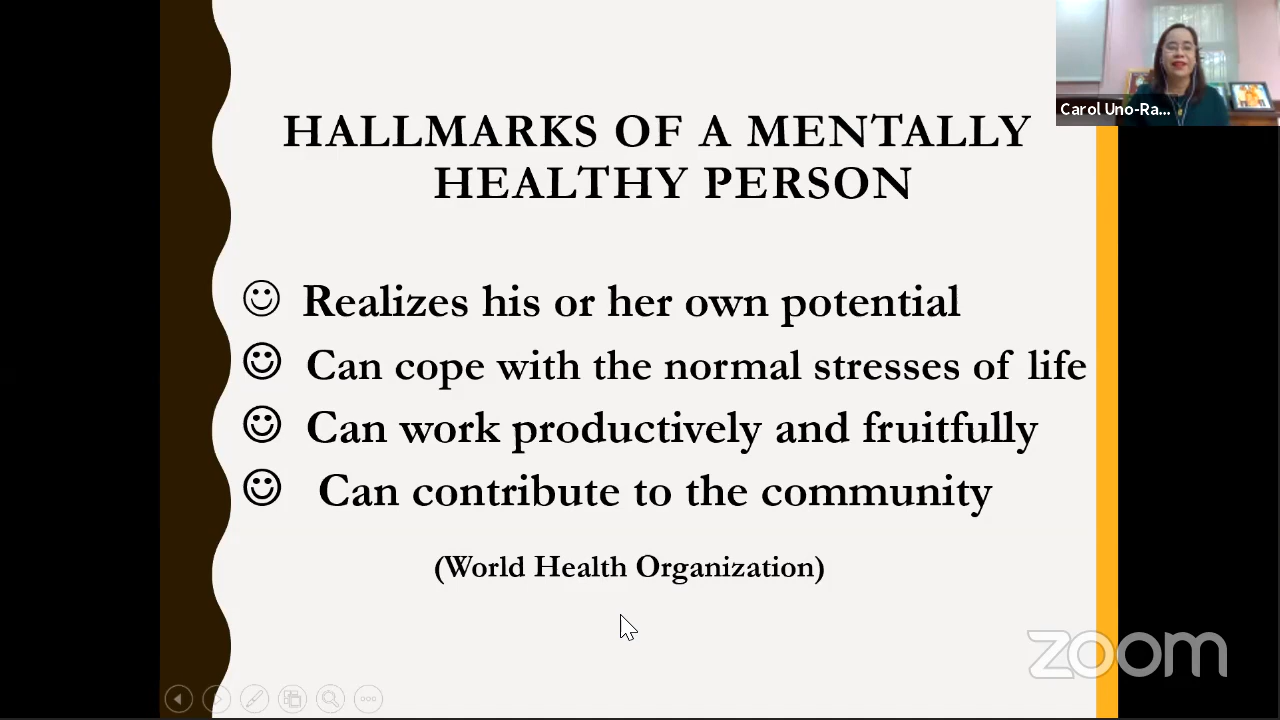 Carol Uno-Ra...
HALLMARKS OF A MENTALLY
HEALTHY PERSON
Realizes his or her own potential
Can cope with the normal stresses of life
Can work productively and fruitfully
Can contribute to the community
(World Health Organization)
zoom